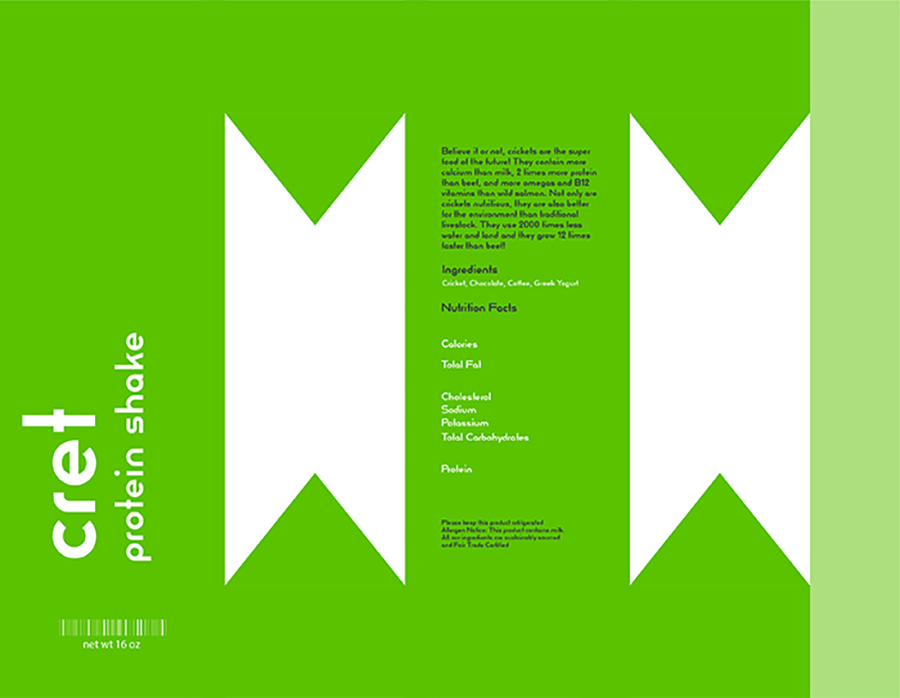 cret
protein shake
net wt 16 oz
Believe it or not, crickets are the super
food of the future! They contain more
calcium than milk, 2 times more protein
than beef, and more omegas and B12
vitamins than wild salmon. Not only are
crickets nutritious, they are also better
for the environment than traditional
livestock. They use 2000 times less
water and land and they grow 12 times
faster than beef!
Ingredients
Cricket, Chocolate, Coffee, Greek Yogurt
Nutrition Facts
Calories
Total Fat
Cholesterol
Sodium
Potassium
Total Carbohydrates
Protein
Please keep this product refrigerated
Allergen Notice: This product contains milk.
All our ingredients are sustainably sourced
and Fair Trade Certified